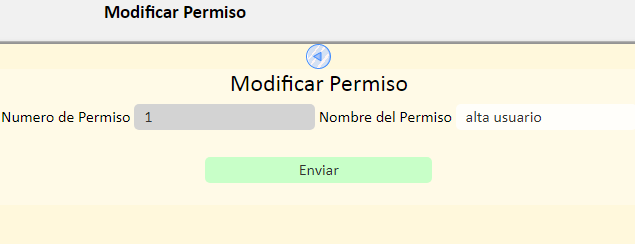 Modificar Permiso
Modificar Permiso
Numero de Permiso 1 Nombre del Permiso alta usuario
Enviar